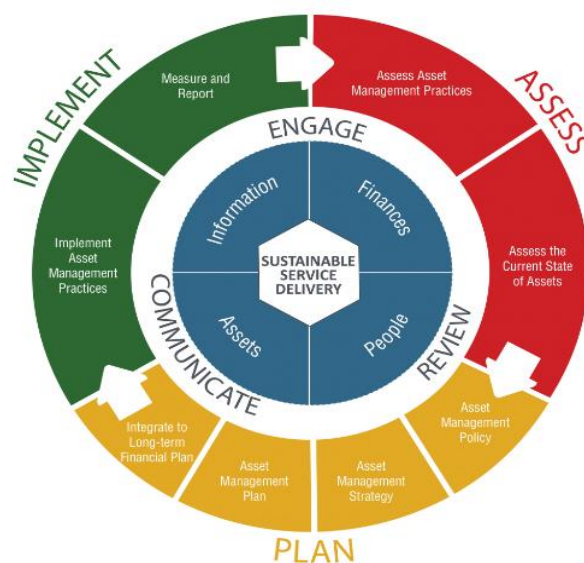 IMPLEMENT
Measure and
Report
Assess Asset
Management Practices
ASSESS
ENGAGE
Information
Finances
Implement
Asset
Management
Practices
SUSTAINABLE
SERVICE
DELIVERY
Assess the
Current State
of Assets
COMMUNICATE
Assets
People
REVIEW
Integrate to
Long-term
Financial Plan
Asset
Management
Plan
Asset
Management
Strategy
Asset
Management
Policy
PLAN